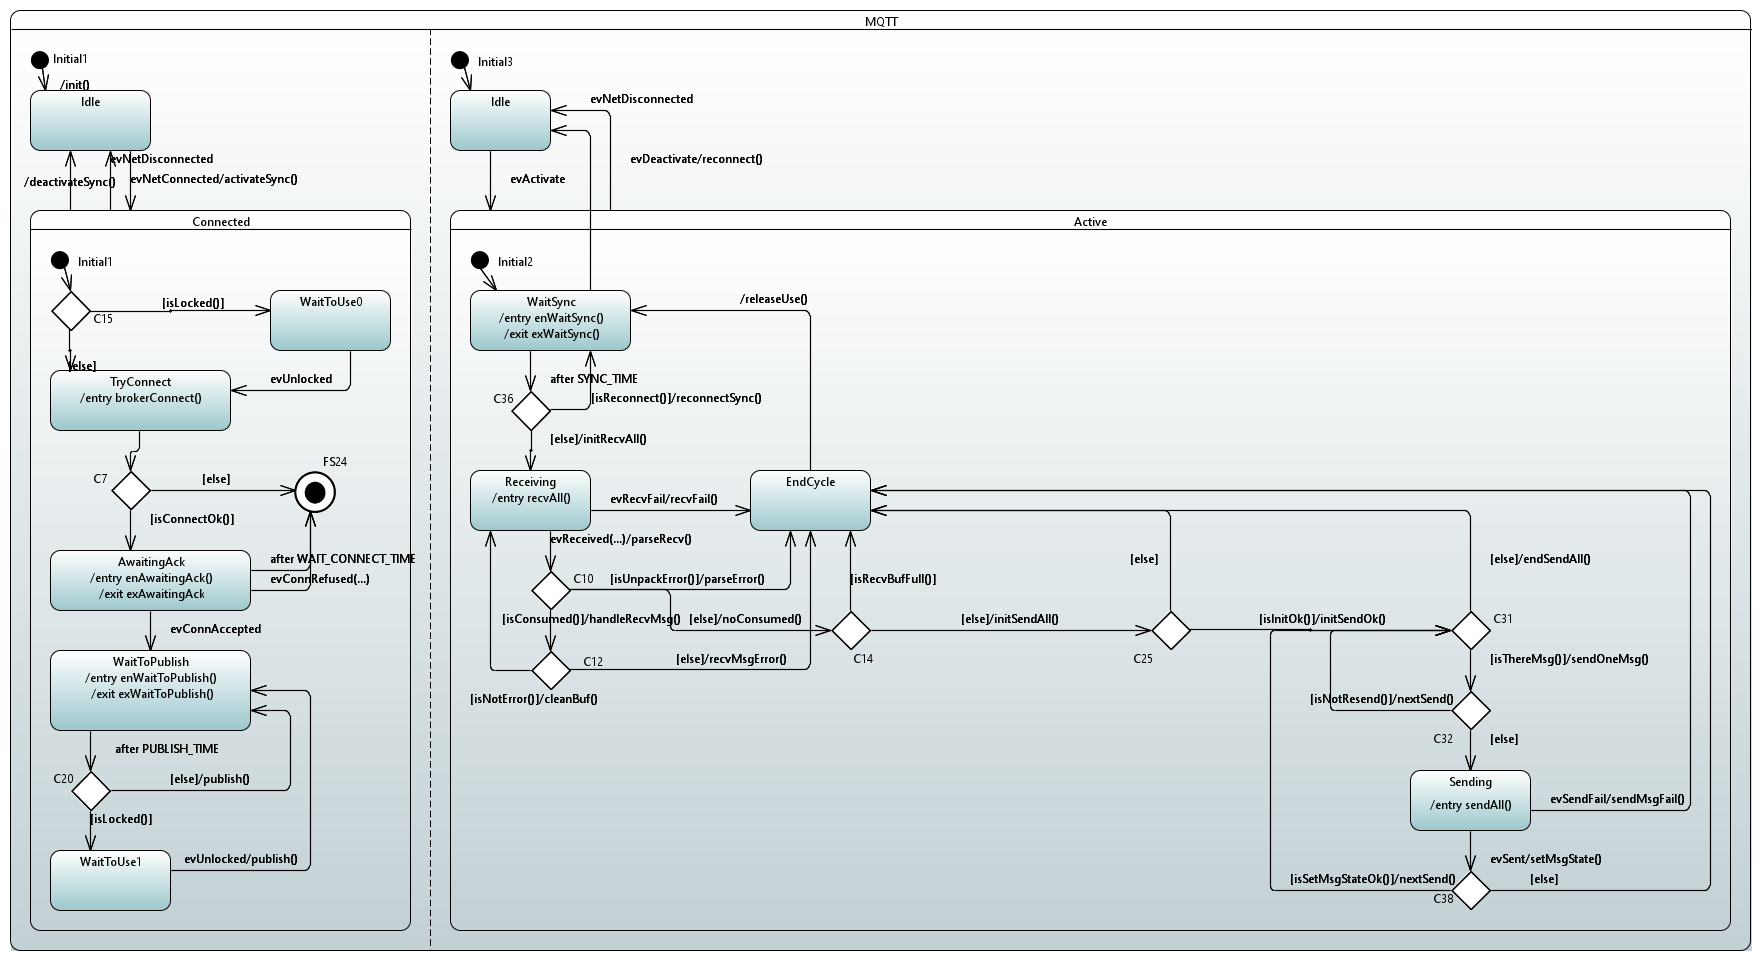 MQTT
Initial1
/init()
Idle
evNetDisconnected
/deactivateSync()
evNetConnected/activateSync()
Connected
Initial1
[isLocked()]
WaitToUse0
C15
[else]
TryConnect
/entry brokerConnect()
evUnlocked
C7
[else]
FS24
[isConnectOk()]
AwaitingAck
/entry enAwaitingAck()
/exit exAwaitingAck
after WAIT_CONNECT_TIME
evConnRefused(...)
evConnAccepted
WaitToPublish
/entry enWaitToPublish()
/exit exWaitToPublish()
after PUBLISH_TIME
C20
[else]/publish()
[isLocked()]
WaitToUse1
evUnlocked/publish()
Initial3
Idle
evNetDisconnected
evDeactivate/reconnect()
evActivate
Active
Initial2
WaitSync
/entry enWaitSync()
/exit exWaitSync()
/releaseUse()
after SYNC_TIME
C36
[isReconnect()]/reconnectSync()
[else]/initRecvAll()
Receiving
/entry recvAll()
evRecvFail/recvFail()
EndCycle
evReceived(...)/parseRecv()
C10
[isUnpackError()]/parseError()
[isRecvBufFull()]
[else]
[else]/endSendAll()
[isConsumed()]/handleRecvMsg()
[else]/noConsumed()
[else]/initSendAll()
[isInitOk()]/initSendOk()
C31
C12
[else]/recvMsgError()
C14
C25
[isThereMsg()]/sendOneMsg()
[isNotError()]/cleanBuf()
[isNotResend()]/nextSend()
C32
[else]
Sending
/entry sendAll()
evSendFail/sendMsgFail()
evSent/setMsgState()
[isSetMsgStateOk()]/nextSend()
[else]
C38